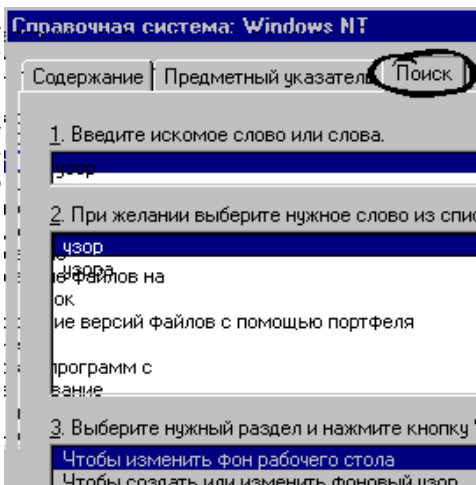 Справочная система: Windows NT
Содержание Предметный указатель Поиск
1. Введите искомое слово или слова.
узор
2. При желании выберите нужное слово из спис
узор
узора
е файлов на
ок
ие версий файлов с помощью портфеля
программ с
вание
3. Выберите нужный раздел и нажмите кнопку "
Чтобы изменить фон рабочего стола
Чтобы создать или изменить фоновый узор